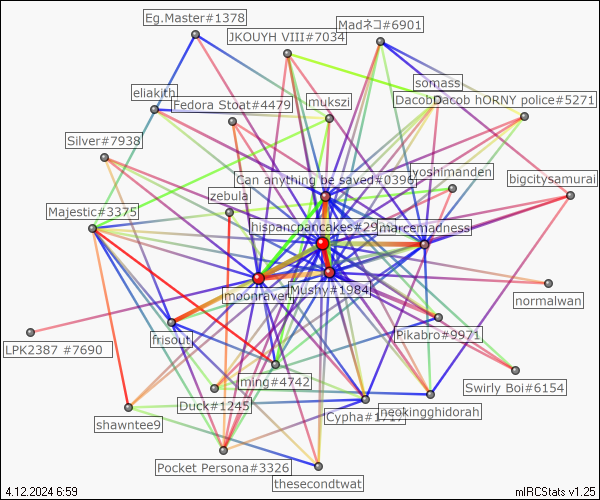 Eg.Master#1378
Madネコ#6901
JKOUYH VIII#7034
somass
eliakith
mukszi
DacobDacob hORNY police#5271
Fedora Stoat#4479
Silver#7938
yoshimanden
bigcitysamurai
Can anything be saved#0396
zebula
Majestic#3375
hispancpancakes#29
marcemadness
moonraven
Mushy#1984
normalwan
Pikabro#9971
frisout
LPK2387 #7690
ming#4742
Swirly Boi#6154
Duck#1245
neokingghidorah
Cypha#1717
shawntee9
Pocket Persona#3326
thesecondtwat
4.12.2024 6:59
mIRCStats v1.25